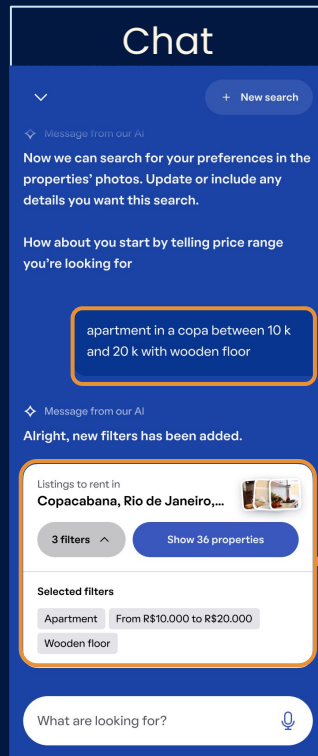 Chat
+ New search
Message from our AI
Now we can search for your preferences in the
properties' photos. Update or include any
details you want this search.
How about you start by telling price range
you're looking for
apartment in a copa between 10 k
and 20 k with wooden floor
Message from our AI
Alright, new filters has been added.
Listings to rent in
Copacabana, Rio de Janeiro,...
3 filters
Show 36 properties
Selected filters
Apartment
From R$10.000 to R$20.000
Wooden floor
What are looking for?